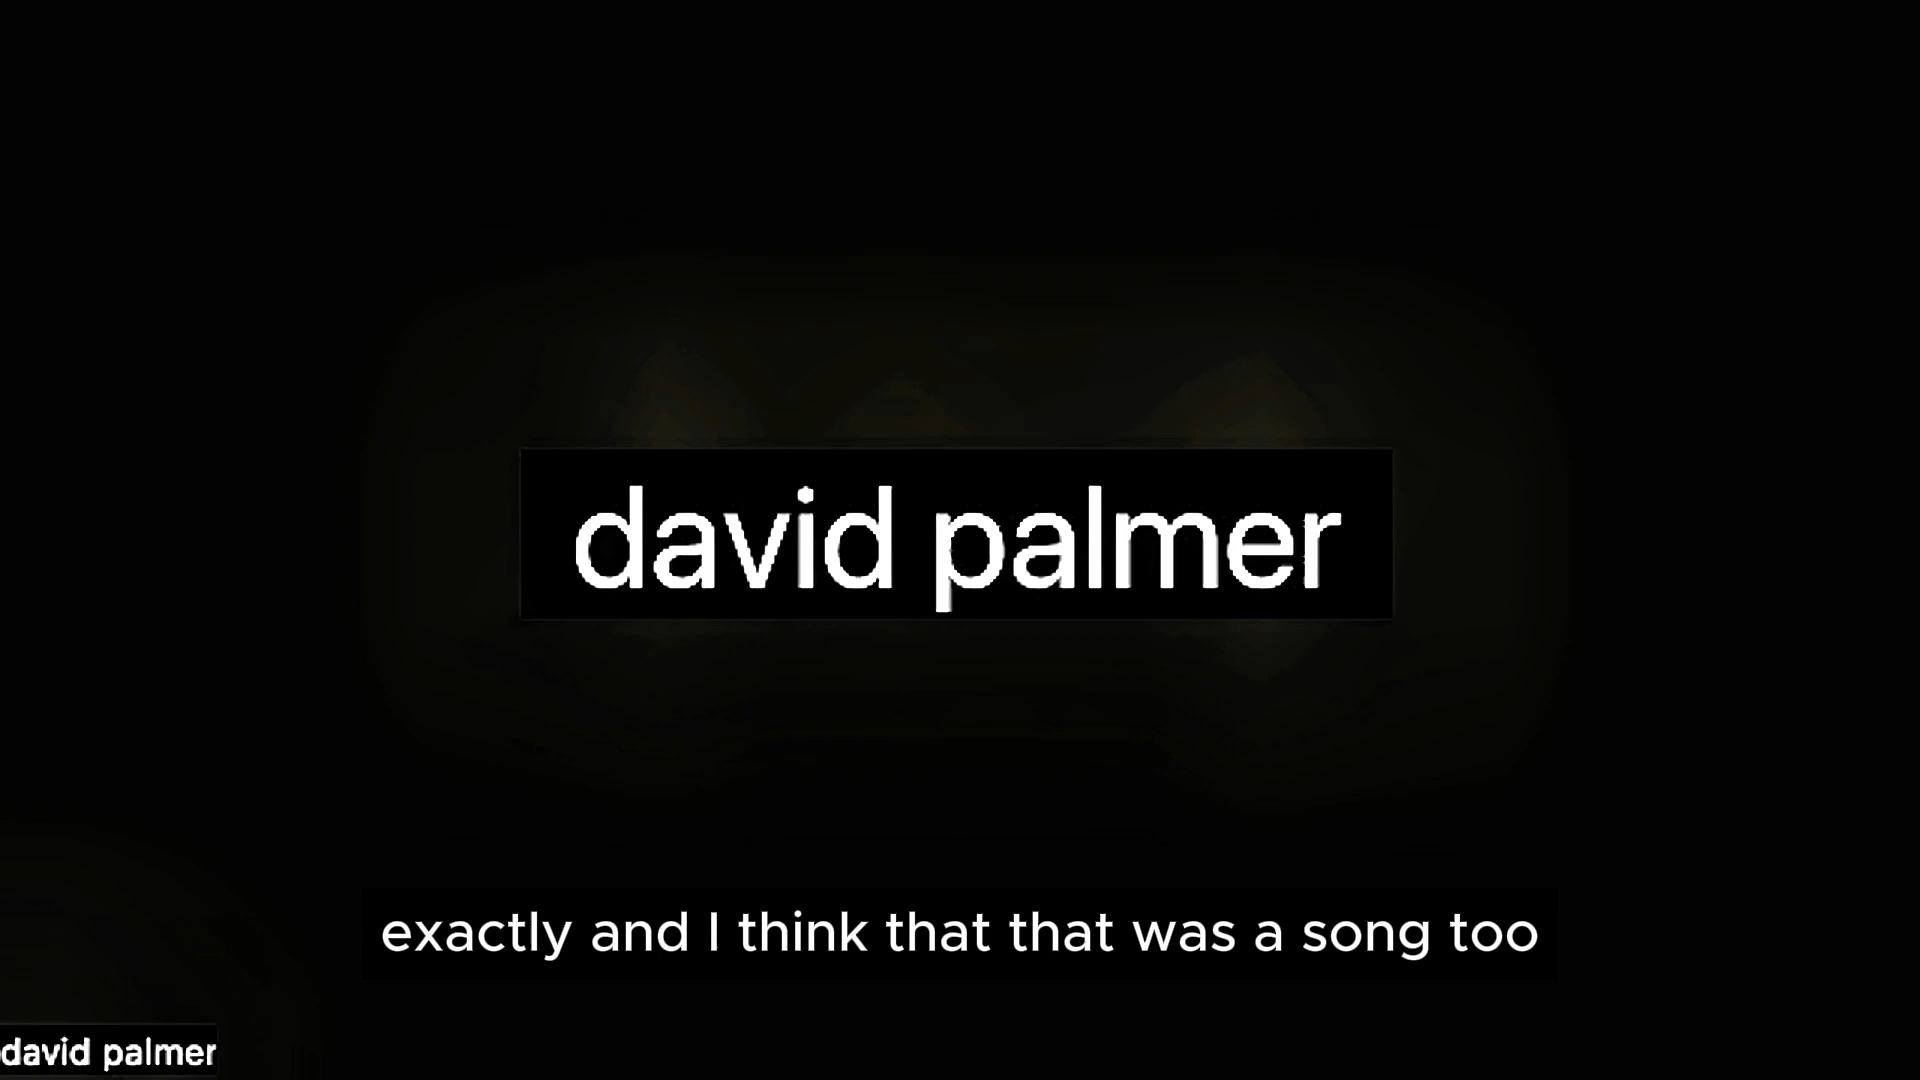 david palmer
exactly and I think that that was a song too
david palmer